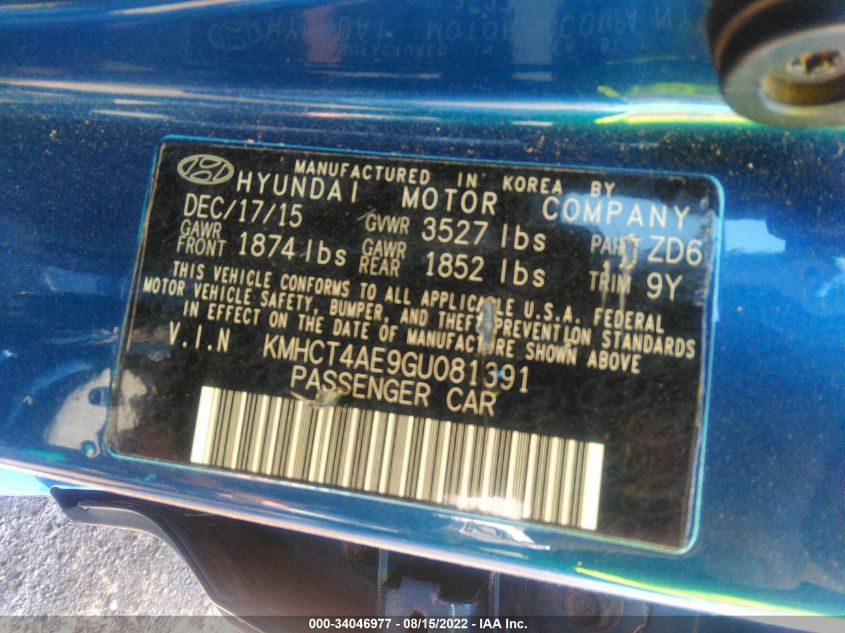 MANUFACTURED IN KOREA BY
HYUNDAI MOTOR COMPANY
DEC/17/15 GVWR 3527 lbs PAINT ZD6
GAWR FRONT 1874 lbs GAWR REAR 1852 lbs TRIM 9Y
THIS VEHICLE CONFORMS TO ALL APPLICABLE U.S.A. FEDERAL
MOTOR VEHICLE SAFETY, BUMPER, AND THEFT PREVENTION STANDARDS
IN EFFECT ON THE DATE OF MANUFACTURE SHOWN ABOVE
V.I.N KMHCT4AE9GU081391
PASSENGER CAR
000-34046977 - 08/15/2022 - IAA Inc.